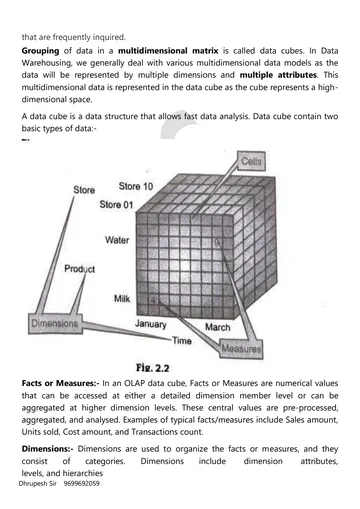 that are frequently inquired.
Grouping of data in a multidimensional matrix is called data cubes. In Data
Warehousing, we generally deal with various multidimensional data models as the
data will be represented by multiple dimensions and multiple attributes. This
multidimensional data is represented in the data cube as the cube represents a high-
dimensional space.
A data cube is a data structure that allows fast data analysis. Data cube contain two
basic types of data:-
Cells
Store
Store 10
Store 01
Water
Product
Milk
Dimensions
January
March
Time
Measures
Fig. 2.2
Facts or Measures:- In an OLAP data cube, Facts or Measures are numerical values
that can be accessed at either a detailed dimension member level or can be
aggregated at higher dimension levels. These central values are pre-processed,
aggregated, and analysed. Examples of typical facts/measures include Sales amount,
Units sold, Cost amount, and Transactions count.
Dimensions:- Dimensions are used to organize the facts or measures, and they
consist of categories. Dimensions include dimension attributes,
levels, and hierarchies
Dhrupesh Sir 9699692059